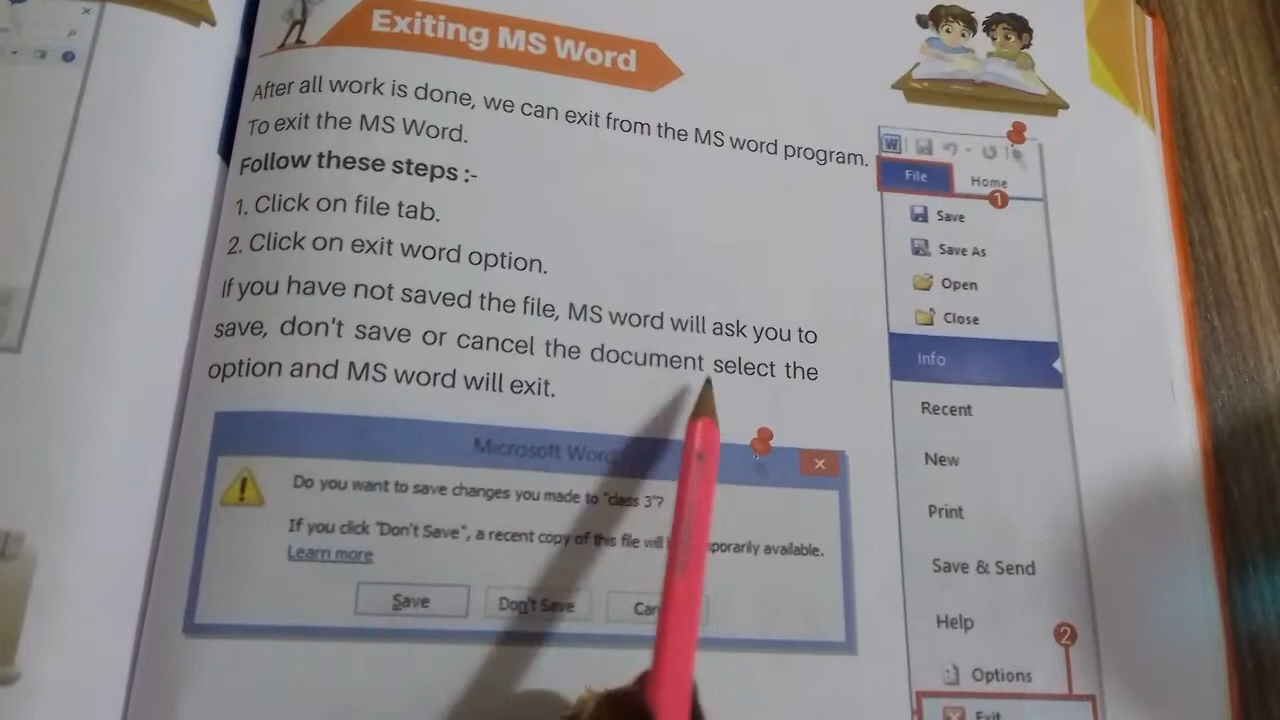 Exiting MS Word
After all work is done, we can exit from the MS word program.
To exit the MS Word.
Follow these steps :-
1. Click on file tab.
2. Click on exit word option.
If you have not saved the file, MS word will ask you to
save, don't save or cancel the document select the
option and MS word will exit.
Microsoft Word
Do you want to save changes you made to "class 3"?
If you click "Don't Save", a recent copy of this file will
available.
Learn more
Save
Don't Save
W
File
Home
1
Save
Save As
Open
Close
Info
Recent
New
Print
Save & Send
Help
2
Options
Exit